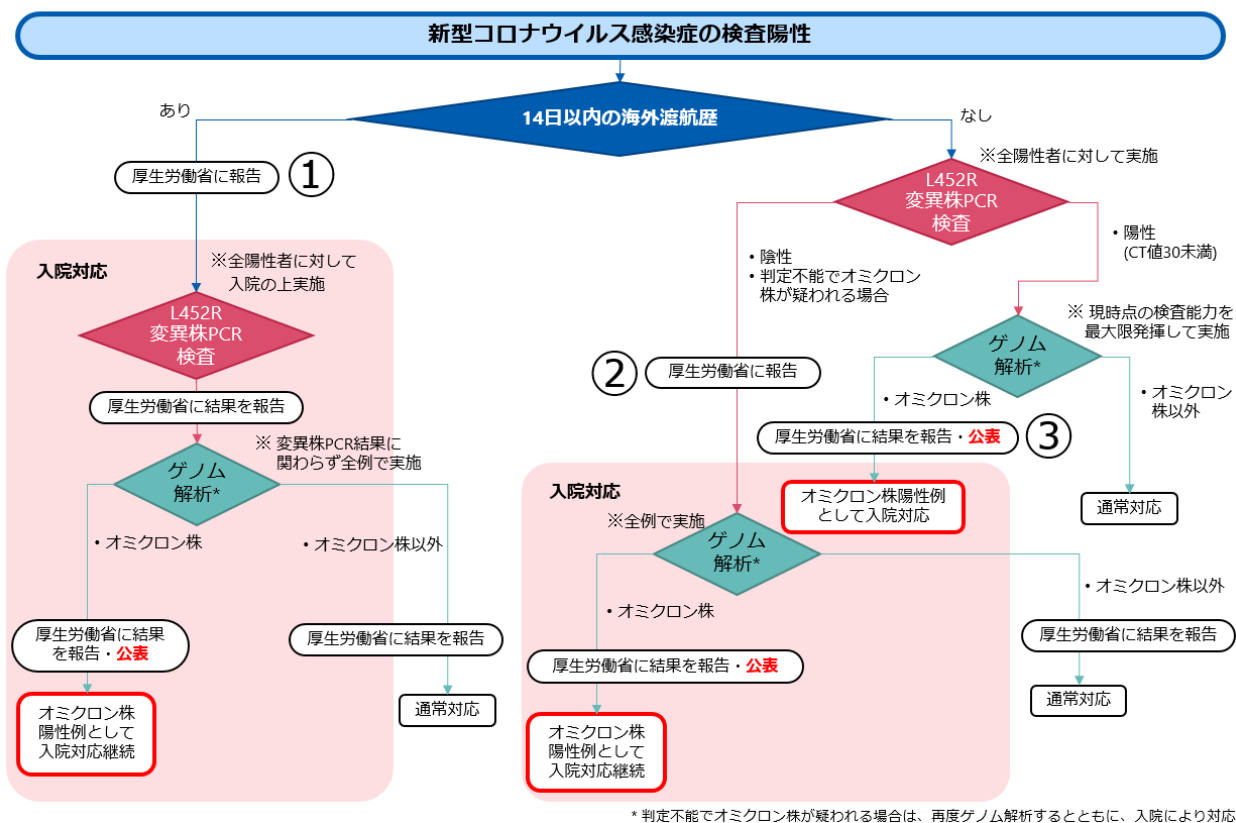 新型コロナウイルス感染症の検査陽性
14日以内の海外渡航歴
あり
なし
厚生労働省に報告
①
入院対応
※全陽性者に対して
入院の上実施
L452R
変異株PCR
検査
厚生労働省に結果を報告
※ 変異株PCR結果に
関わらず全例で実施
ゲノム
解析*
・オミクロン株
・オミクロン株以外
厚生労働省に結果
を報告・公表
厚生労働省に結果を報告
オミクロン株
陽性例として
入院対応継続
通常対応
※全陽性者に対して実施
L452R
変異株PCR
検査
・陰性
・判定不能でオミクロン
株が疑われる場合
・陽性
(CT値30未満)
②
厚生労働省に報告
※ 現時点の検査能力を
最大限発揮して実施
ゲノム
解析*
・オミクロン株
・オミクロン
株以外
厚生労働省に結果を報告・公表
③
オミクロン株陽性例
として入院対応
通常対応
入院対応
※全例で実施
ゲノム
解析*
・オミクロン株
・オミクロン株以外
厚生労働省に結果を報告・公表
厚生労働省に結果を報告
オミクロン株
陽性例として
入院対応継続
通常対応
* 判定不能でオミクロン株が疑われる場合は、再度ゲノム解析するとともに、入院により対応